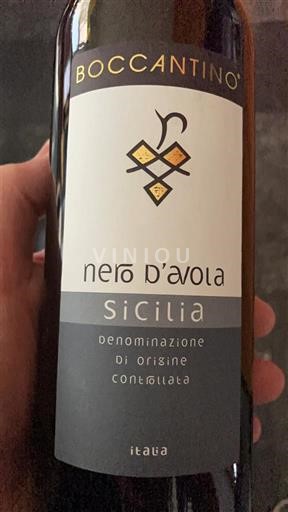 BOCCANTINO®
VINIOU
nero D'avola
Sicilia
Denominazione
Di origine
controllata
italia